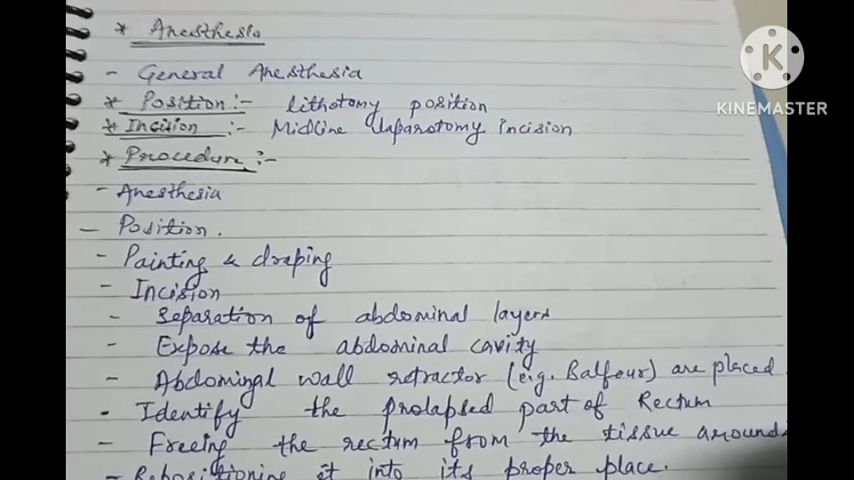 * Anesthesia
- General Anesthesia
* Position :- Lithotomy position
* Incision :- Midline Laparotomy incision
* Procedure :-
- Anesthesia
- Position.
- Painting & draping
- Incision
- Separation of abdominal layers
- Expose the abdominal cavity
- Abdominal wall retractor (e.g. Balfour) are placed
- Identify the prolapsed part of Rectum
- Freeing the rectum from the tissue around
- Repositioning it into its proper place.
K
KINEMASTER